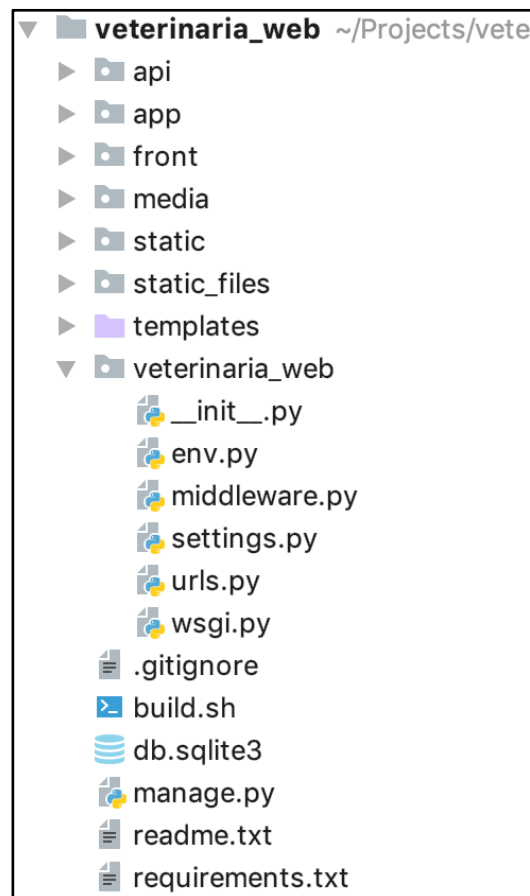 veterinaria_web ~/Projects/vete
api
app
front
media
static
static_files
templates
veterinaria_web
__init__.py
env.py
middleware.py
settings.py
urls.py
wsgi.py
.gitignore
build.sh
db.sqlite3
manage.py
readme.txt
requirements.txt